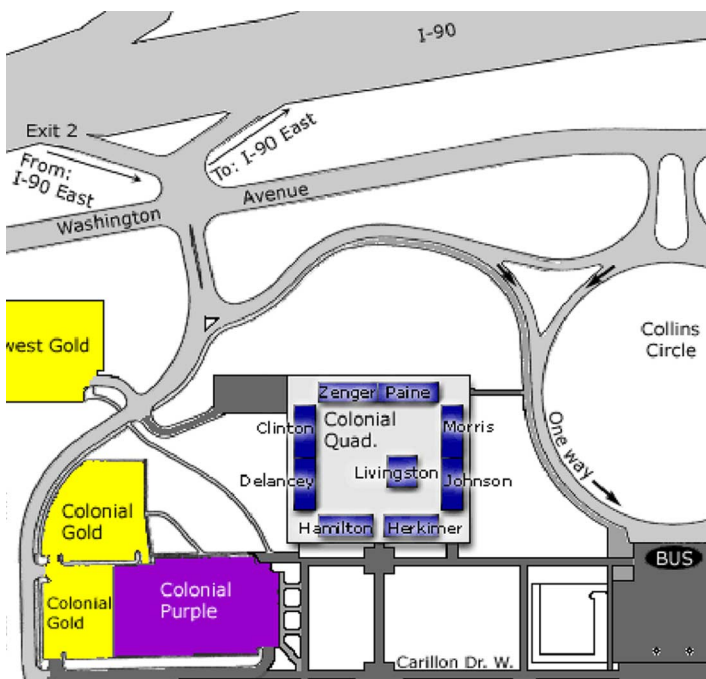 I-90
Exit 2
From:
I-90 East
To: I-90 East
Washington
Avenue
west Gold
Collins
Circle
Zenger
Paine
Clinton
Colonial
Quad.
Morris
One way
Delancey
Livingston
Johnson
Hamilton
Herkimer
Colonial
Gold
BUS
Colonial
Purple
Colonial
Gold
Carillon Dr. W.